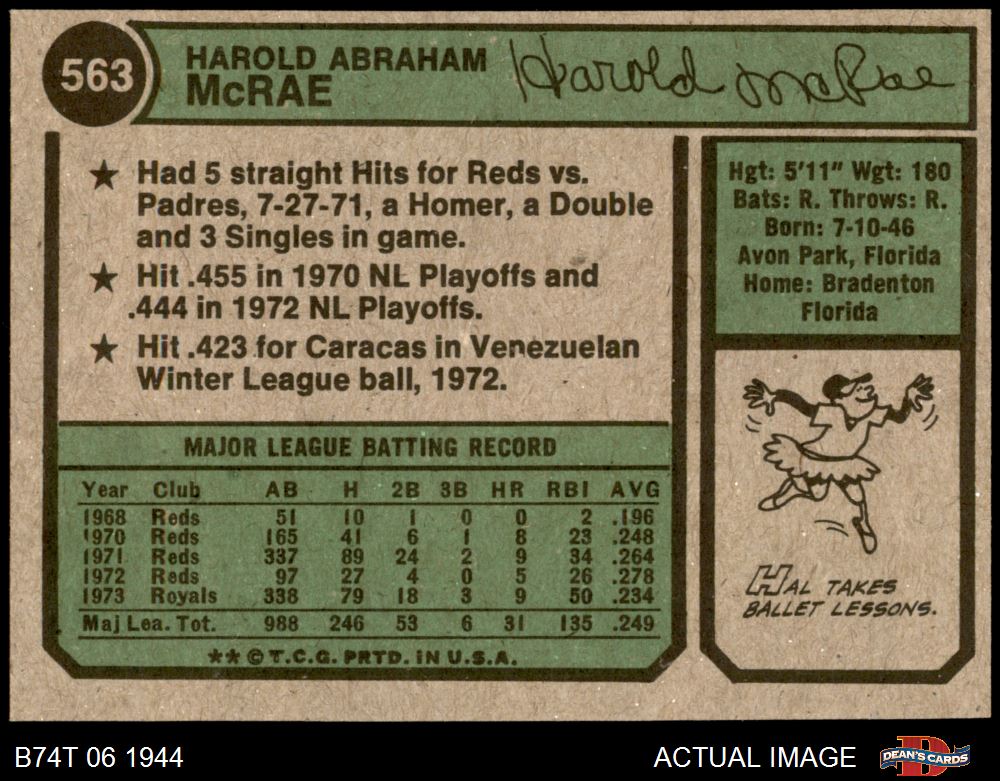 563
HAROLD ABRAHAM
McRAE
Harold McRae
★ Had 5 straight Hits for Reds vs.
Padres, 7-27-71, a Homer, a Double
and 3 Singles in game.
★ Hit .455 in 1970 NL Playoffs and
.444 in 1972 NL Playoffs.
★ Hit .423 for Caracas in Venezuelan
Winter League ball, 1972.
Hgt: 5'11" Wgt: 180
Bats: R. Throws: R.
Born: 7-10-46
Avon Park, Florida
Home: Bradenton
Florida
MAJOR LEAGUE BATTING RECORD
Year Club AB H 2B 3B HR RBI AVG
1968 Reds 51 10 1 0 0 2 .196
1970 Reds 165 41 6 1 8 23 .248
1971 Reds 337 89 24 2 9 34 .264
1972 Reds 97 27 4 0 5 26 .278
1973 Royals 338 79 18 3 9 50 .234
Maj Lea. Tot. 988 246 53 6 31 135 .249
★★ © T.C.G. PRTD. IN U.S.A.
HAL TAKES
BALLET LESSONS.
B74T 06 1944
ACTUAL IMAGE
DEAN'S CARDS